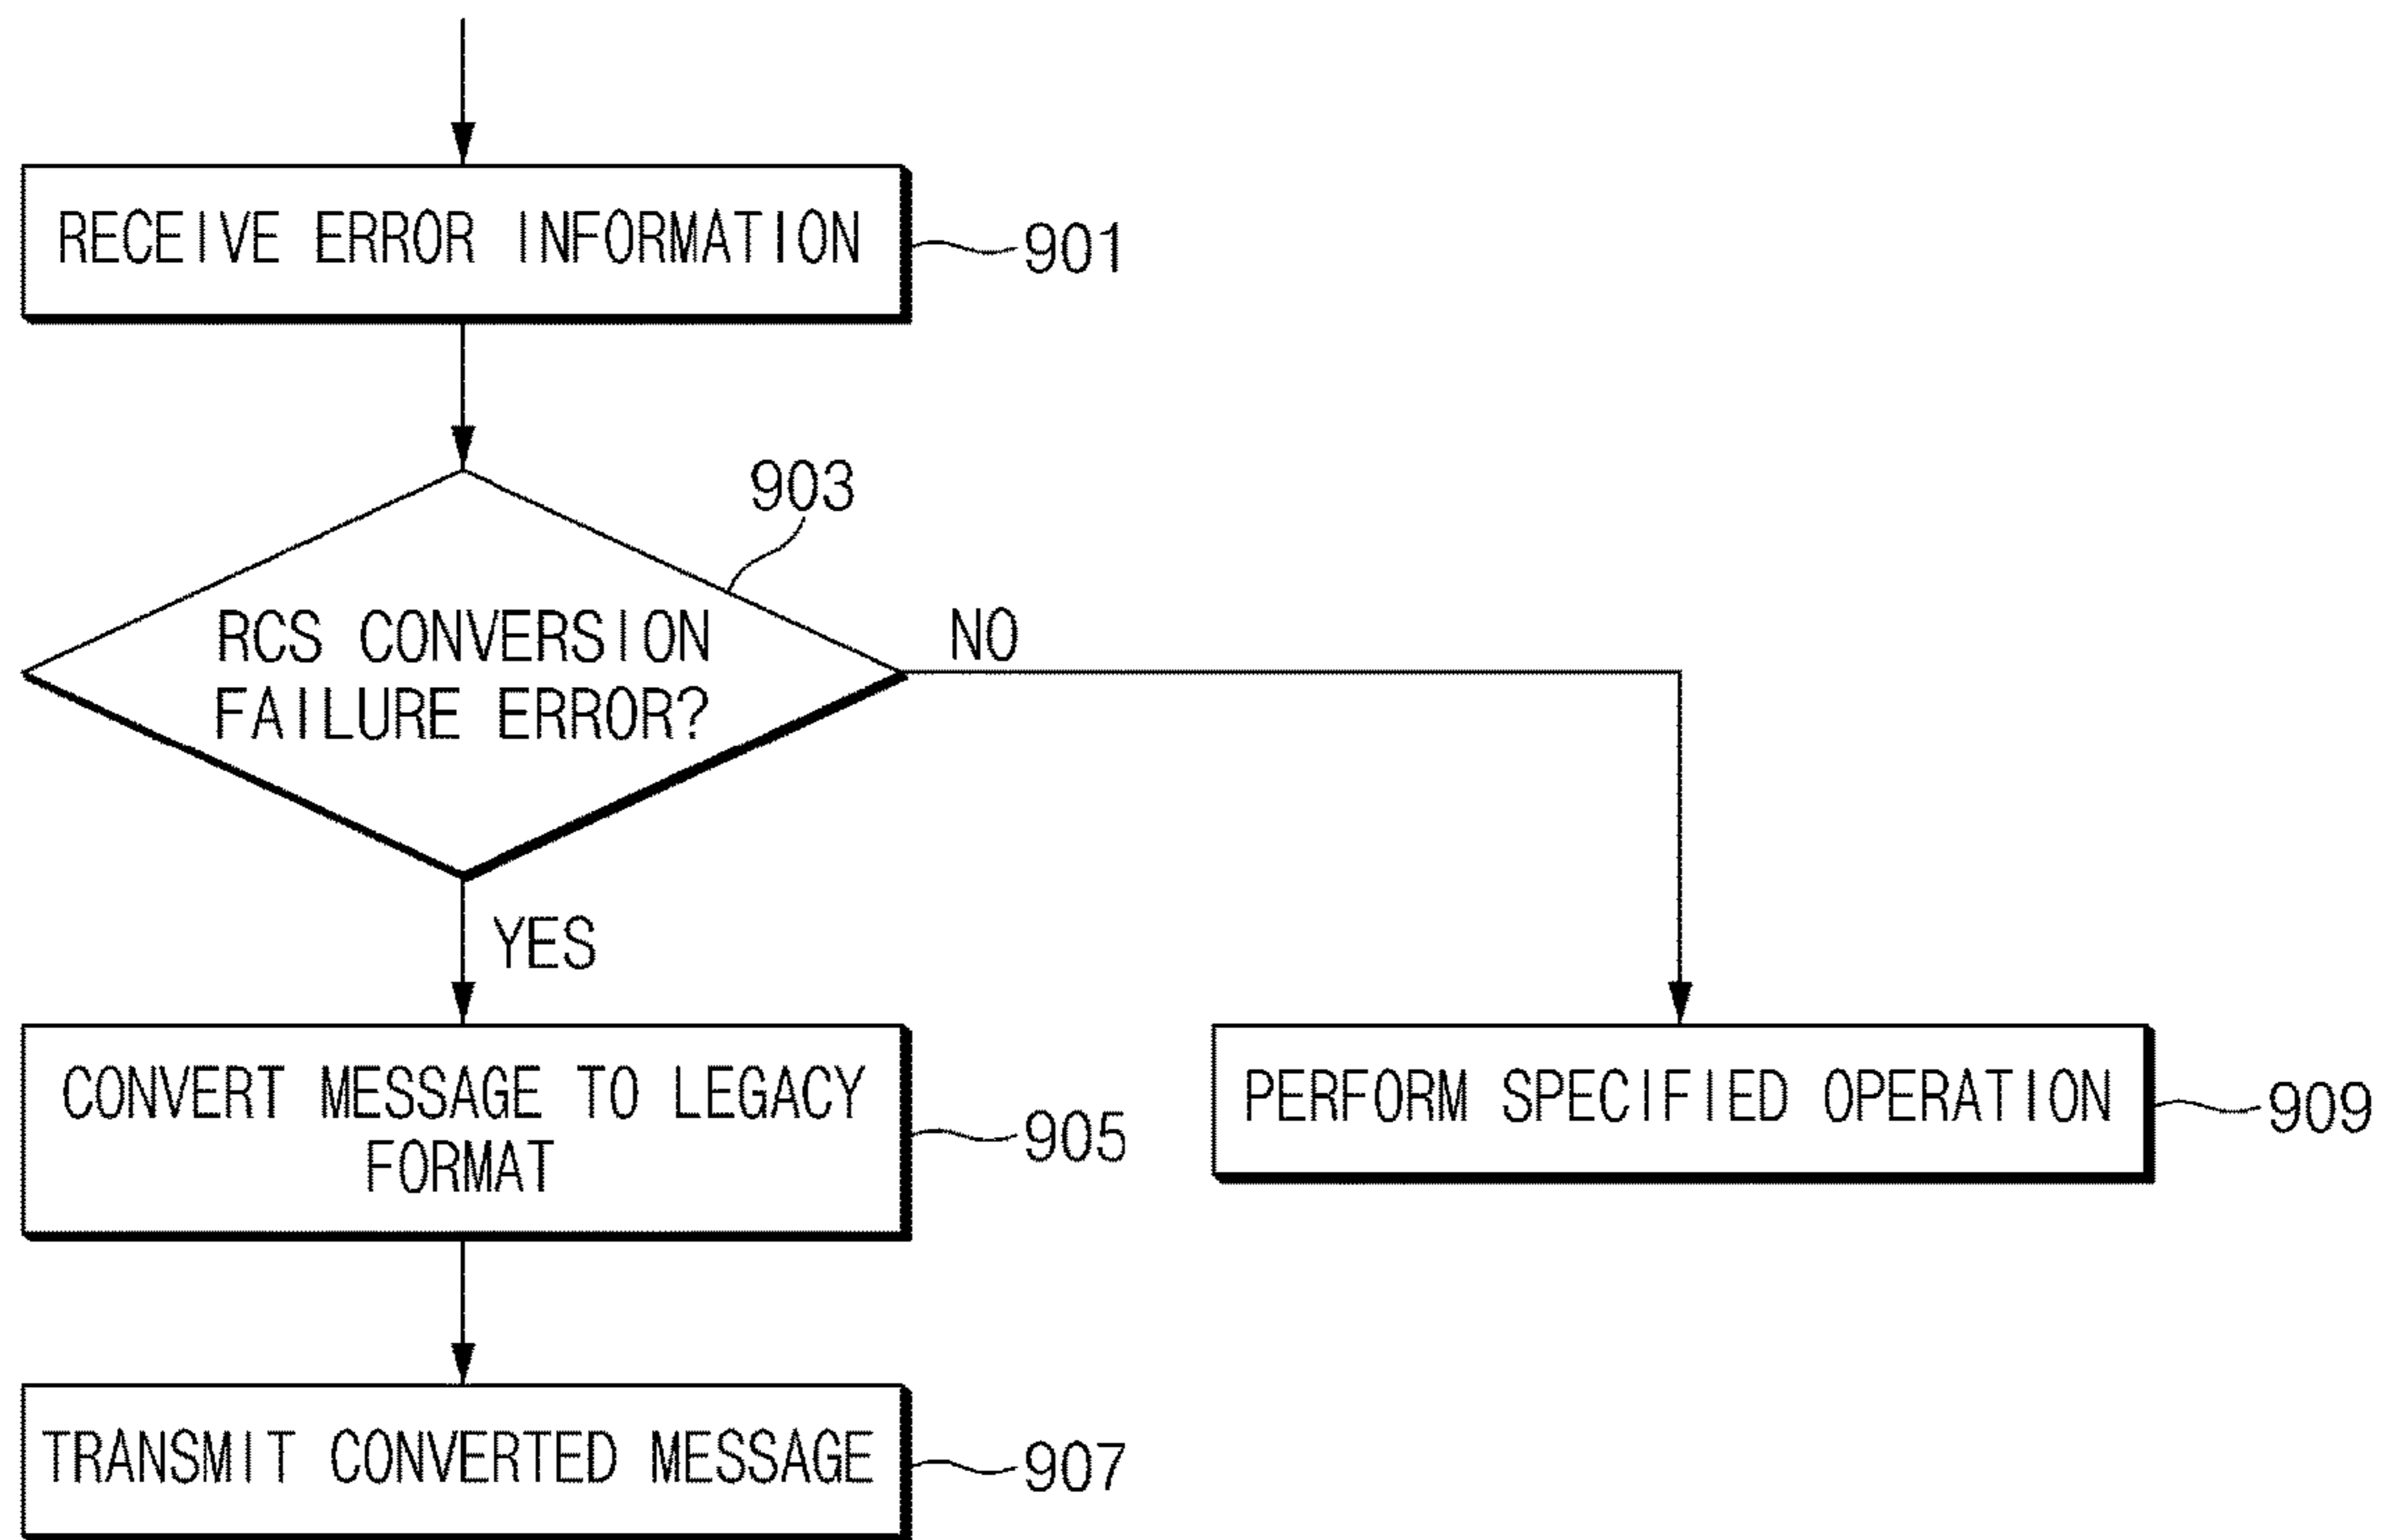 RECEIVE ERROR INFORMATION
901
903
RCS CONVERSION
FAILURE ERROR?
NO
YES
CONVERT MESSAGE TO LEGACY
FORMAT
905
PERFORM SPECIFIED OPERATION
909
TRANSMIT CONVERTED MESSAGE
907